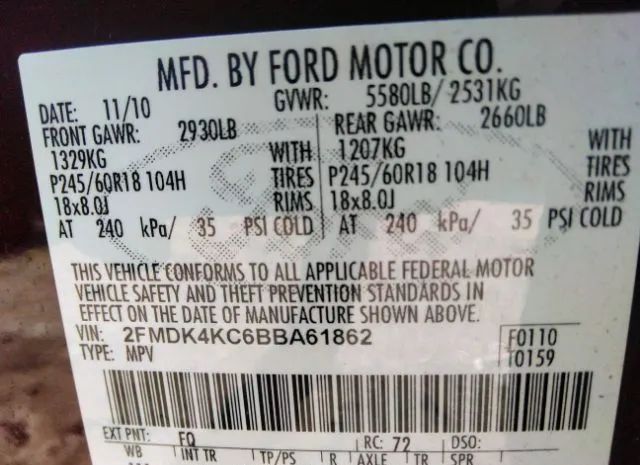 MFD. BY FORD MOTOR CO.
DATE: 11/10 GVWR: 5580LB/ 2531KG
FRONT GAWR: 2930LB REAR GAWR: 2660LB
1329KG WITH 1207KG WITH
P245/60R18 104H TIRES P245/60R18 104H TIRES
18x8.0J RIMS 18x8.0J RIMS
AT 240 kPa/ 35 PSI COLD AT 240 kPa/ 35 PSI COLD
THIS VEHICLE CONFORMS TO ALL APPLICABLE FEDERAL MOTOR
VEHICLE SAFETY AND THEFT PREVENTION STANDARDS IN
EFFECT ON THE DATE OF MANUFACTURE SHOWN ABOVE.
VIN: 2FMDK4KC6BBA61862 F0110
TYPE: MPV T0159
EXT PNT: FQ RC: 72 DSO:
WB INT TR TP/PS R AXLE TR SPR